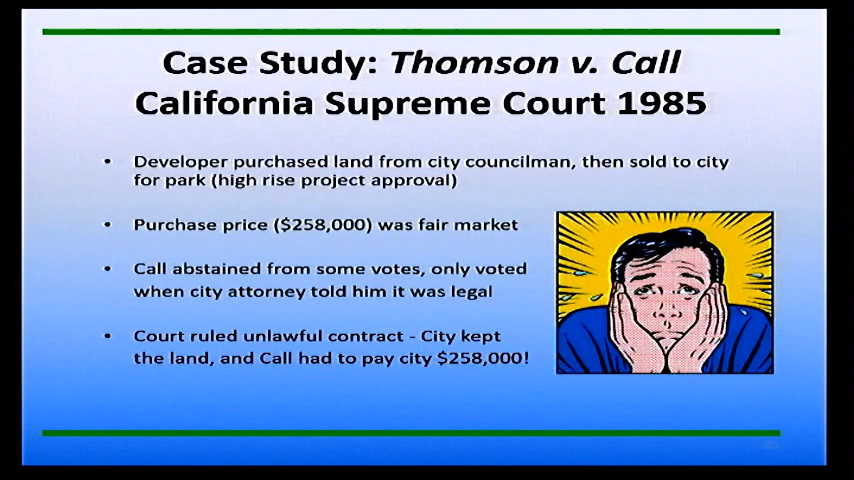 Case Study: Thomson v. Call
California Supreme Court 1985
• Developer purchased land from city councilman, then sold to city
for park (high rise project approval)
• Purchase price ($258,000) was fair market
• Call abstained from some votes, only voted
when city attorney told him it was legal
• Court ruled unlawful contract - City kept
the land, and Call had to pay city $258,000!